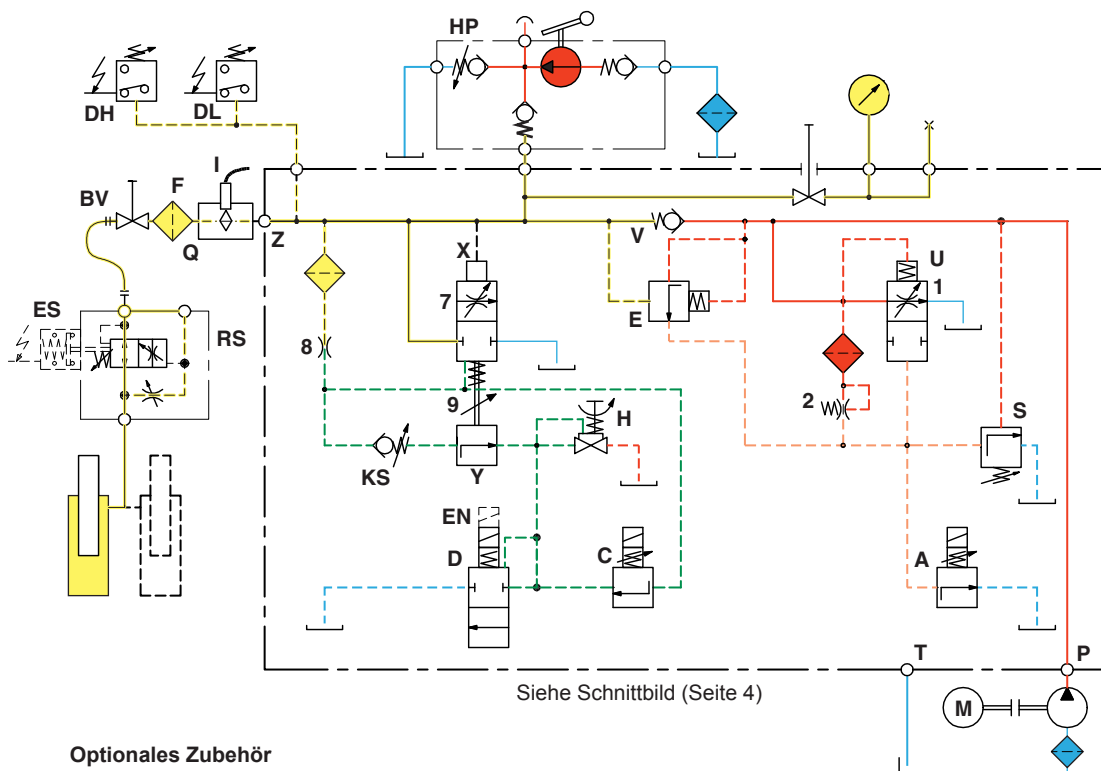 HP
DH
DL
I
F
BV
Q
Z
X
V
U
7
E
1
ES
RS
8
9
H
2
S
KS
Y
EN
D
C
A
T
P
Siehe Schnittbild (Seite 4)
M
Optionales Zubehör